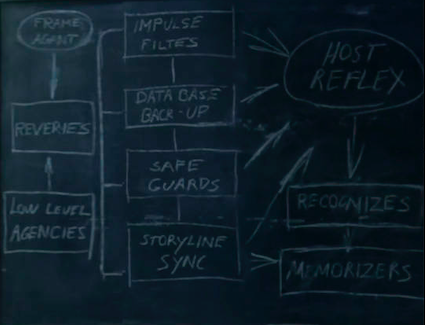 FRAME
AGENT
REVERIES
LOW LEVEL
AGENCIES
IMPULSE
FILTES
DATA BASE
BACK-UP
SAFE
GUARDS
STORYLINE
SYNC
HOST
REFLEX
RECOGNIZES
MEMORIZERS